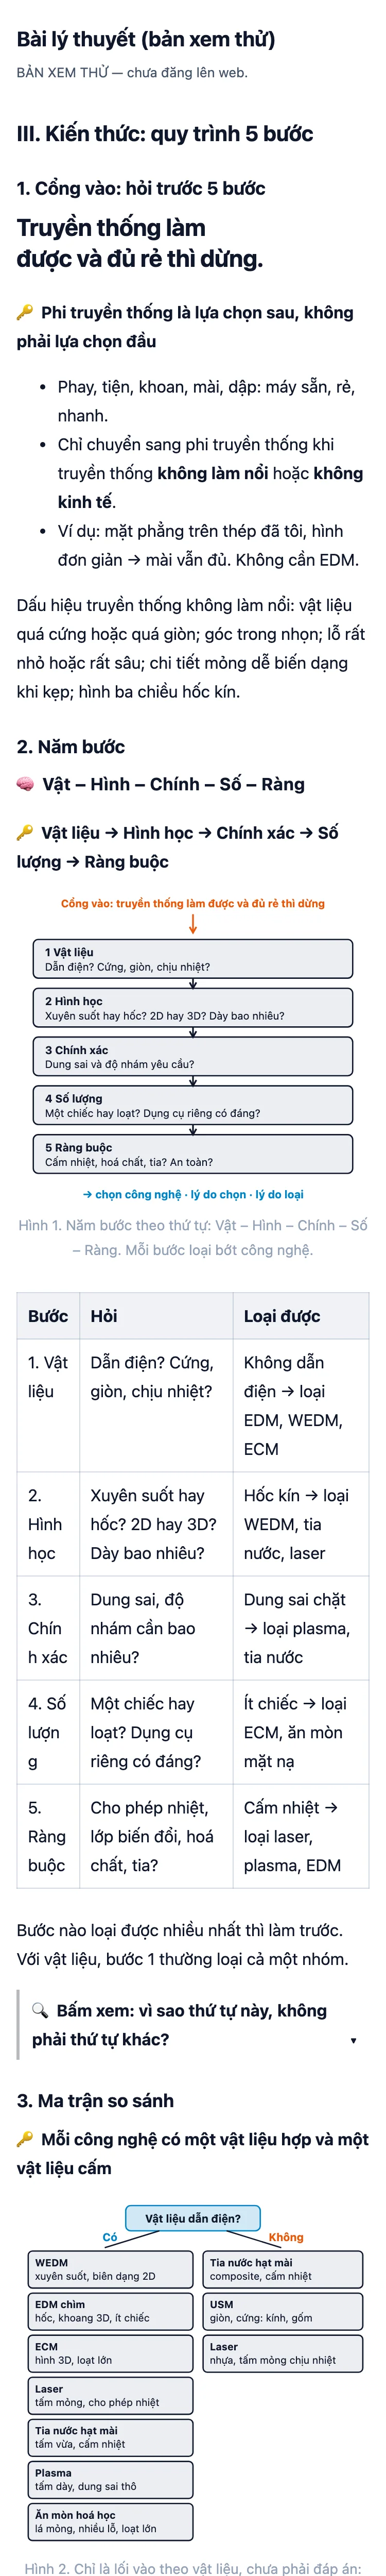 Bài lý thuyết (bản xem thử)
BẢN XEM THỬ — chưa đăng lên web.
III. Kiến thức: quy trình 5 bước
1. Cổng vào: hỏi trước 5 bước
Truyền thống làm
được và đủ rẻ thì dừng.
🔑 Phi truyền thống là lựa chọn sau, không
phải lựa chọn đầu
• Phay, tiện, khoan, mài, dập: máy sẵn, rẻ,
nhanh.
• Chỉ chuyển sang phi truyền thống khi
truyền thống không làm nổi hoặc không
kinh tế.
• Ví dụ: mặt phẳng trên thép đã tôi, hình
đơn giản → mài vẫn đủ. Không cần EDM.
Dấu hiệu truyền thống không làm nổi: vật liệu
quá cứng hoặc quá giòn; góc trong nhọn; lỗ rất
nhỏ hoặc rất sâu; chi tiết mỏng dễ biến dạng
khi kẹp; hình ba chiều hốc kín.
2. Năm bước
🧠 Vật – Hình – Chính – Số – Ràng
🔑 Vật liệu → Hình học → Chính xác → Số
lượng → Ràng buộc
Cổng vào: truyền thống làm được và đủ rẻ thì dừng
1 Vật liệu
Dẫn điện? Cứng, giòn, chịu nhiệt?
2 Hình học
Xuyên suốt hay hốc? 2D hay 3D? Dày bao nhiêu?
3 Chính xác
Dung sai và độ nhám yêu cầu?
4 Số lượng
Một chiếc hay loạt? Dụng cụ riêng có đáng?
5 Ràng buộc
Cấm nhiệt, hoá chất, tia? An toàn?
→ chọn công nghệ · lý do chọn · lý do loại
Hình 1. Năm bước theo thứ tự: Vật – Hình – Chính – Số
– Ràng. Mỗi bước loại bớt công nghệ.
Bước Hỏi Loại được
1. Vật
liệu
Dẫn điện? Cứng,
giòn, chịu nhiệt?
Không dẫn
điện → loại
EDM, WEDM,
ECM
2.
Hình
học
Xuyên suốt hay
hốc? 2D hay 3D?
Dày bao nhiêu?
Hốc kín → loại
WEDM, tia
nước, laser
3.
Chín
h xác
Dung sai, độ
nhám cần bao
nhiêu?
Dung sai chặt
→ loại plasma,
tia nước
4. Số
lượn
g
Một chiếc hay
loạt? Dụng cụ
riêng có đáng?
Ít chiếc → loại
ECM, ăn mòn
mặt nạ
5.
Ràng
buộc
Cho phép nhiệt,
lớp biến đổi, hoá
chất, tia?
Cấm nhiệt →
loại laser,
plasma, EDM
Bước nào loại được nhiều nhất thì làm trước.
Với vật liệu, bước 1 thường loại cả một nhóm.
🔍 Bấm xem: vì sao thứ tự này, không
phải thứ tự khác? ▼
3. Ma trận so sánh
🔑 Mỗi công nghệ có một vật liệu hợp và một
vật liệu cấm
Vật liệu dẫn điện?
Có
Không
WEDM
xuyên suốt, biên dạng 2D
EDM chìm
hốc, khoang 3D, ít chiếc
ECM
hình 3D, loạt lớn
Laser
tấm mỏng, cho phép nhiệt
Tia nước hạt mài
tấm vừa, cấm nhiệt
Plasma
tấm dày, dung sai thô
Ăn mòn hoá học
lá mỏng, nhiều lỗ, loạt lớn
Tia nước hạt mài
composite, cấm nhiệt
USM
giòn, cứng: kính, gốm
Laser
nhựa, tấm mỏng chịu nhiệt
Hình 2. Chỉ là lối vào theo vật liệu, chưa phải đáp án: